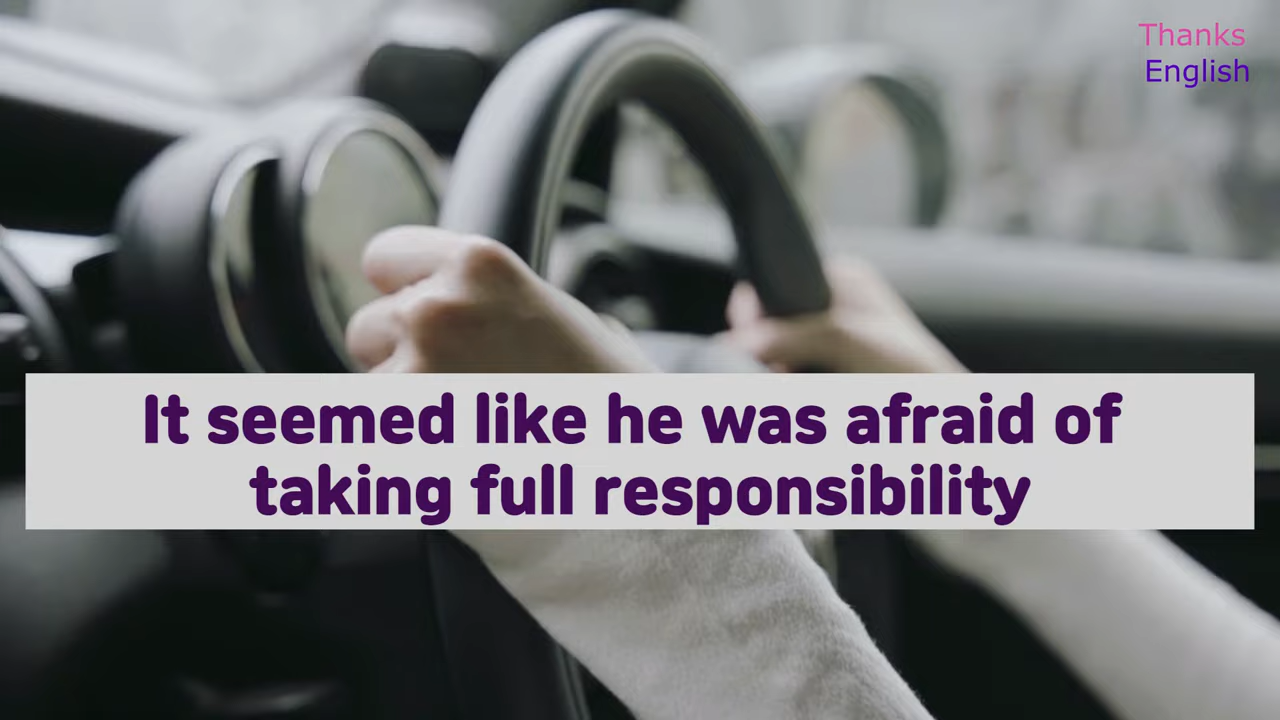 Thanks
English
It seemed like he was afraid of
taking full responsibility